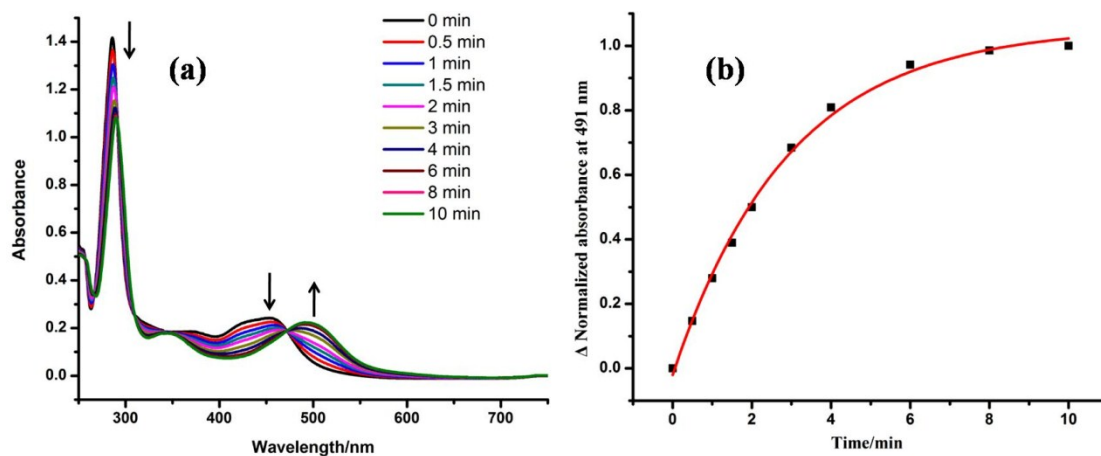 (a)
0 min
0.5 min
1 min
1.5 min
2 min
3 min
4 min
6 min
8 min
10 min
1.4
1.2
1.0
0.8
0.6
0.4
0.2
0.0
Absorbance
300 400 500 600 700
Wavelength/nm
(b)
1.0
0.8
0.6
0.4
0.2
0.0
Δ Normalized absorbance at 491 nm
0 2 4 6 8 10
Time/min